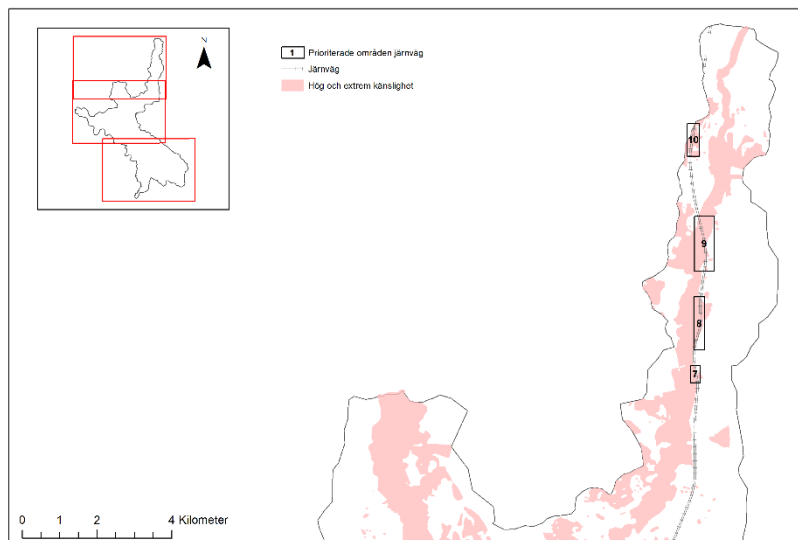 N
1 Prioriterade områden järnväg
Järnväg
Hög och extrem känslighet
10
9
8
7
0 1 2 4 Kilometer